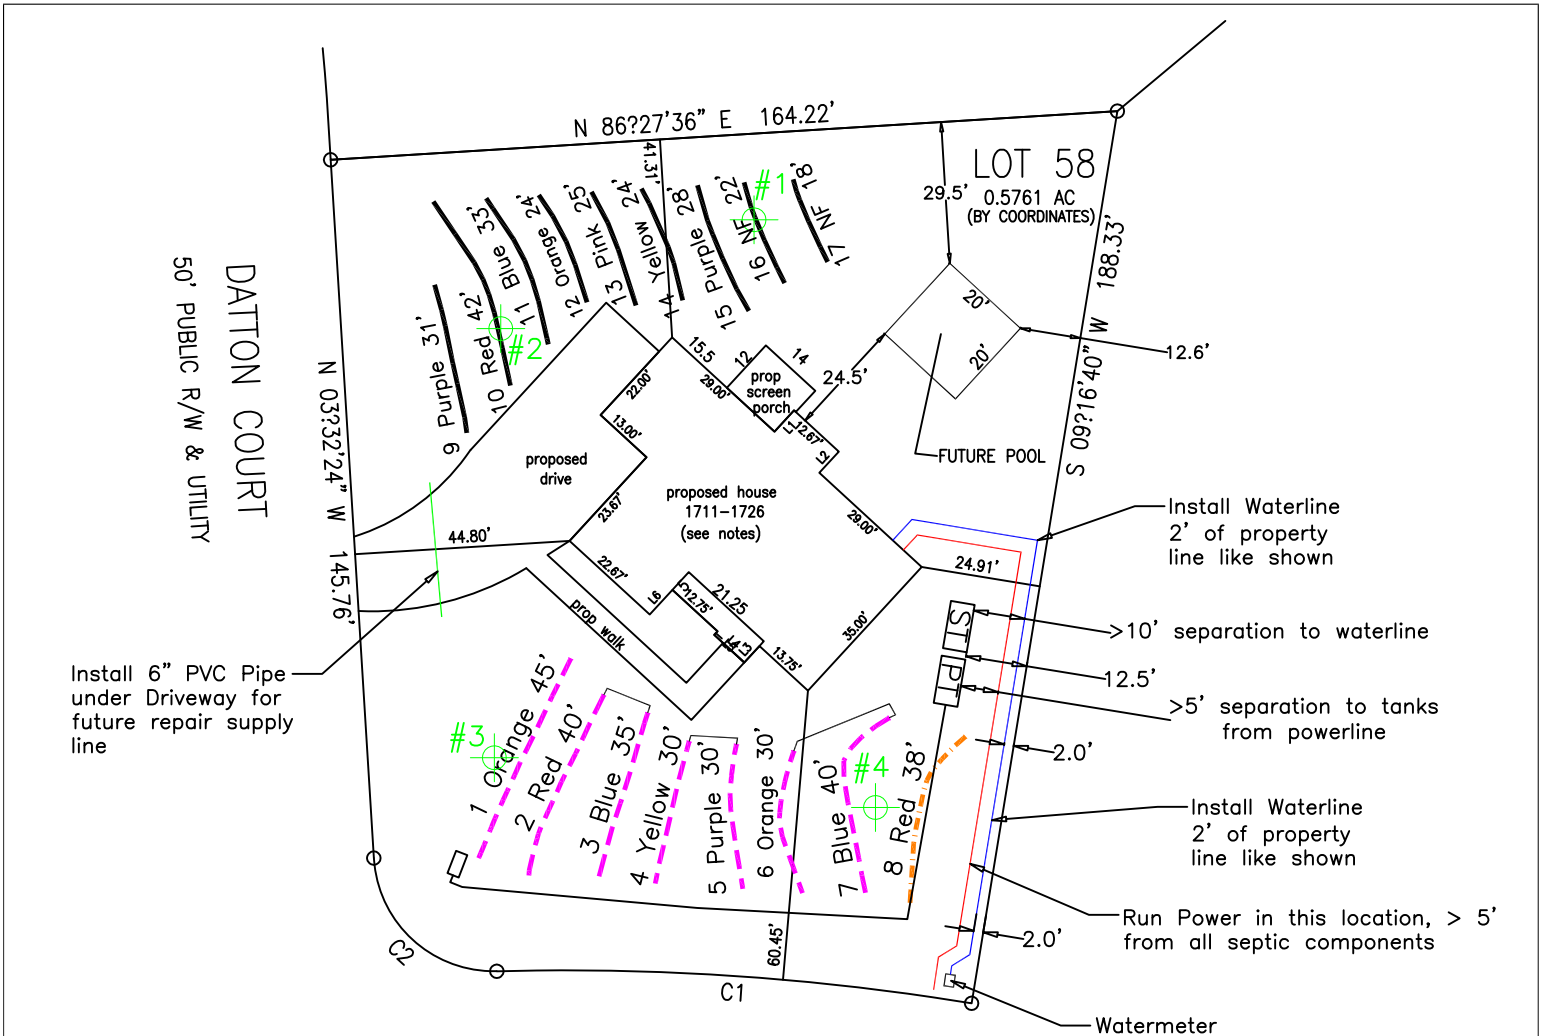 N 86?27'36" E 164.22'
LOT 58
0.5761 AC
(BY COORDINATES)
29.5'
41.31'
S 09?16'40" W 188.33'
20'
20'
12.6'
24.5'
FUTURE POOL
#1
#2
9 Purple 31'
10 Red 42'
11 Blue 33'
12 Orange 24'
13 Pink 25'
14 Yellow 24'
15 Purple 28'
16 NF 22'
17 NF 18'
DATTON COURT
50' PUBLIC R/W & UTILITY
N 03?32'24" W 145.76'
15.5
12
14
prop
screen
porch
29.00'
22.00'
13.00'
23.67'
L1
12.67'
L2
proposed
drive
proposed house
1711-1726
(see notes)
29.00'
44.80'
22.67'
L6
12.75'
21.25
L4
L3
13.75'
35.00'
24.91'
prop walk
Install Waterline
2' of property
line like shown
ST
PT
>10' separation to waterline
12.5'
>5' separation to tanks
from powerline
2.0'
Install 6" PVC Pipe
under Driveway for
future repair supply
line
#3
#4
1 Orange 45'
2 Red 40'
3 Blue 35'
4 Yellow 30'
5 Purple 30'
6 Orange 30'
7 Blue 40'
8 Red 38'
Install Waterline
2' of property
line like shown
Run Power in this location, > 5'
from all septic components
2.0'
60.45'
C2
C1
Watermeter